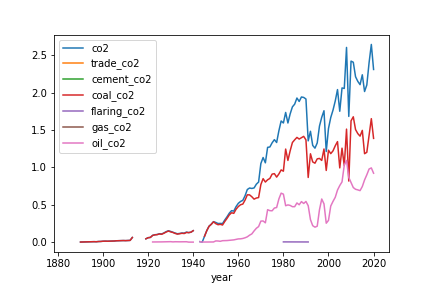 co2
trade_co2
cement_co2
coal_co2
flaring_co2
gas_co2
oil_co2
2.5
2.0
1.5
1.0
0.5
0.0
1880 1900 1920 1940 1960 1980 2000 2020
year